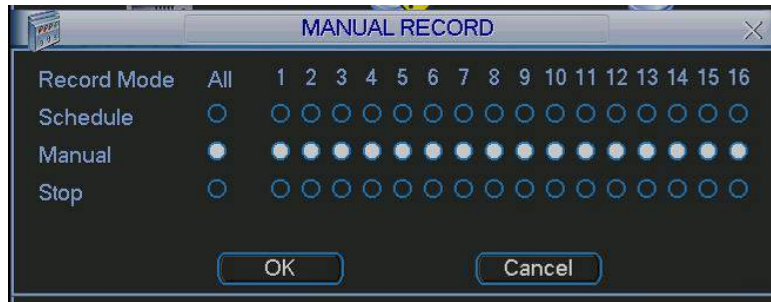 MANUAL RECORD
Record Mode All 1 2 3 4 5 6 7 8 9 10 11 12 13 14 15 16
Schedule
Manual
Stop
OK Cancel